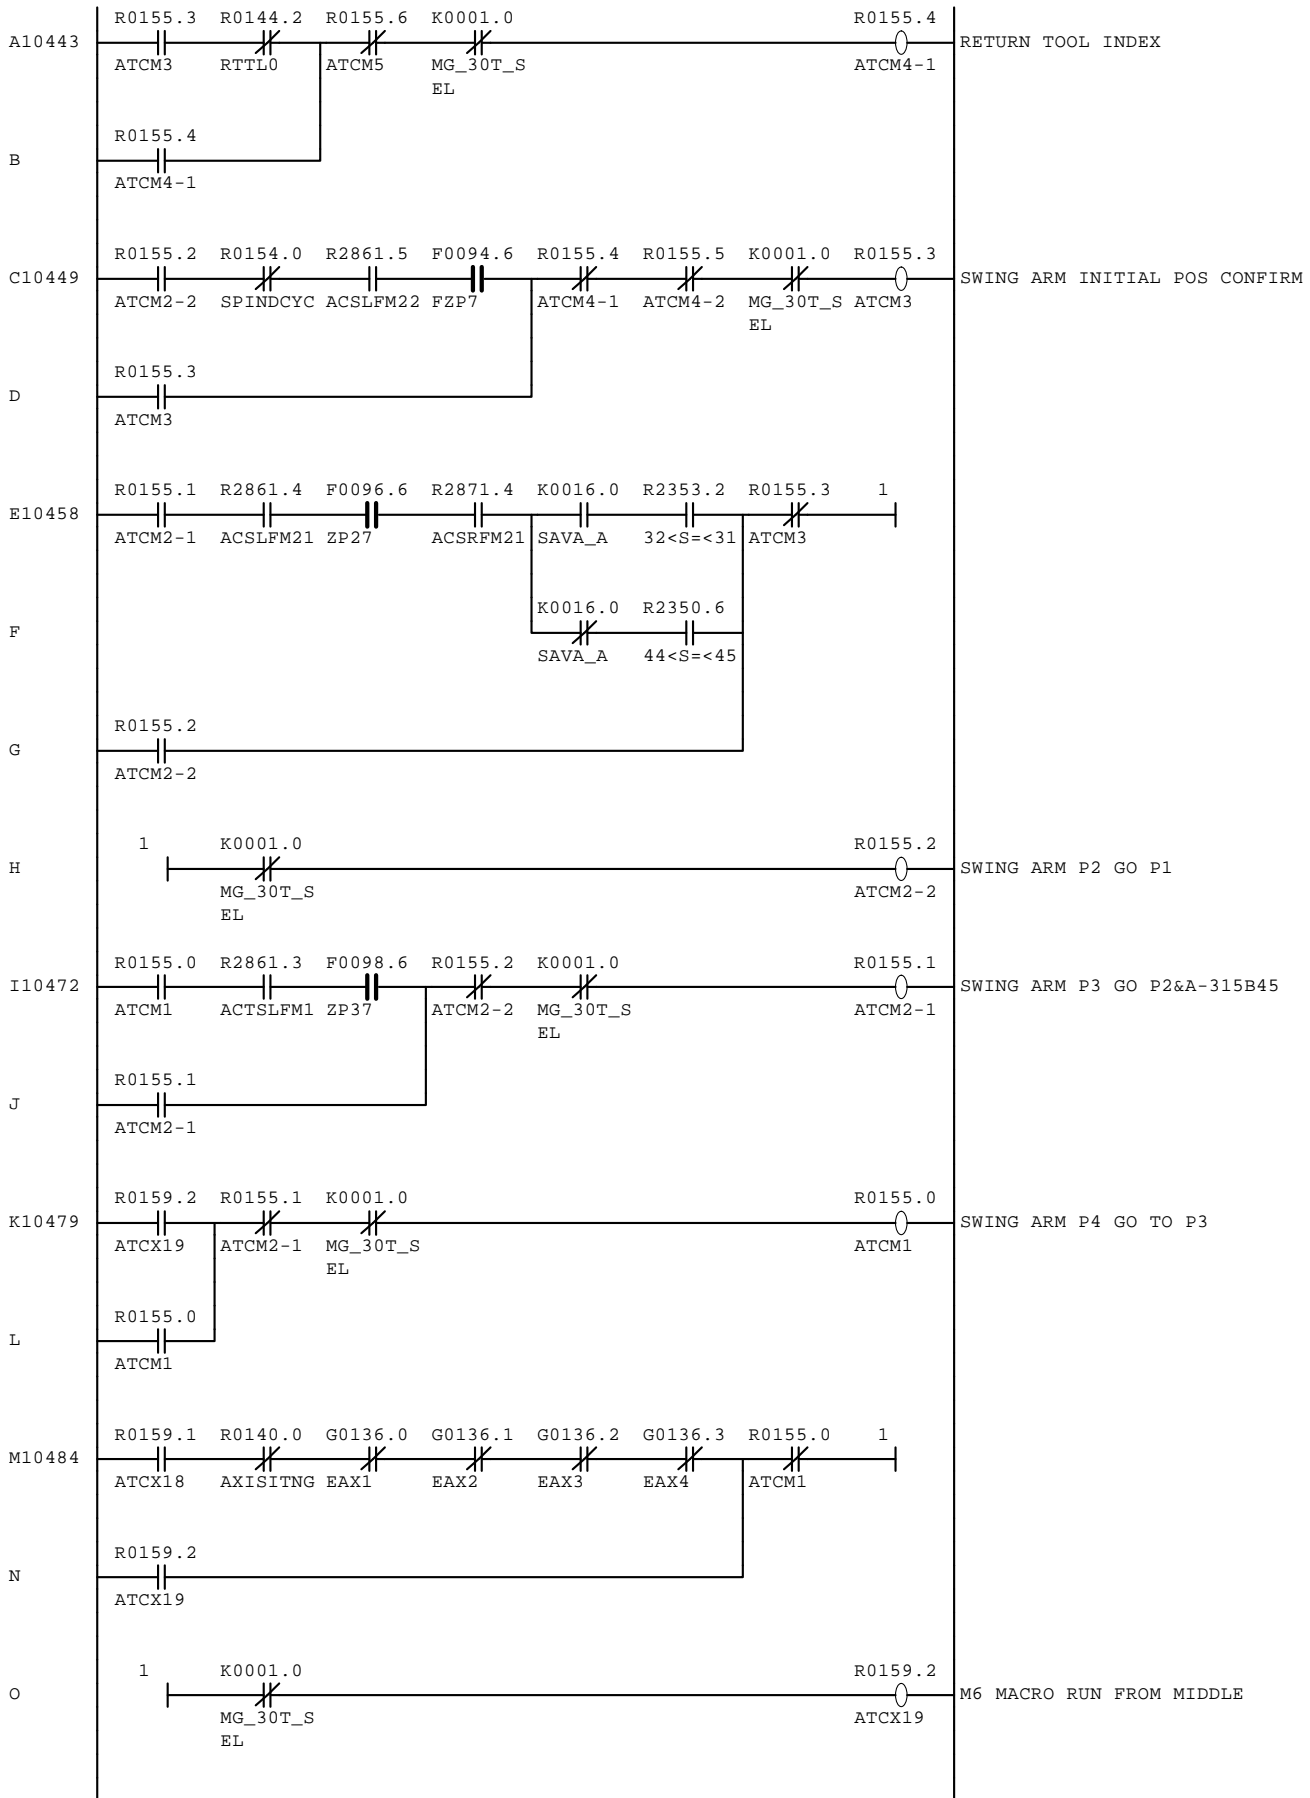 R0155.3 R0144.2 R0155.6 K0001.0 R0155.4
A10443 RETURN TOOL INDEX
ATCM3 RTTL0 ATCM5 MG_30T_S ATCM4-1
EL
R0155.4
B
ATCM4-1
R0155.2 R0154.0 R2861.5 F0094.6 R0155.4 R0155.5 K0001.0 R0155.3
C10449 SWING ARM INITIAL POS CONFIRM
ATCM2-2 SPINDCYC ACSLFM22 FZP7 ATCM4-1 ATCM4-2 MG_30T_S ATCM3
EL
R0155.3
D
ATCM3
R0155.1 R2861.4 F0096.6 R2871.4 K0016.0 R2353.2 R0155.3 1
E10458
ATCM2-1 ACSLFM21 ZP27 ACSRFM21 SAVA_A 32<S=<31 ATCM3
K0016.0 R2350.6
F
SAVA_A 44<S=<45
R0155.2
G
ATCM2-2
1 K0001.0 R0155.2
H SWING ARM P2 GO P1
MG_30T_S ATCM2-2
EL
R0155.0 R2861.3 F0098.6 R0155.2 K0001.0 R0155.1
I10472 SWING ARM P3 GO P2&A-315B45
ATCM1 ACTSLFM1 ZP37 ATCM2-2 MG_30T_S ATCM2-1
EL
R0155.1
J
ATCM2-1
R0159.2 R0155.1 K0001.0 R0155.0
K10479 SWING ARM P4 GO TO P3
ATCX19 ATCM2-1 MG_30T_S ATCM1
EL
R0155.0
L
ATCM1
R0159.1 R0140.0 G0136.0 G0136.1 G0136.2 G0136.3 R0155.0 1
M10484
ATCX18 AXISITNG EAX1 EAX2 EAX3 EAX4 ATCM1
R0159.2
N
ATCX19
1 K0001.0 R0159.2
O M6 MACRO RUN FROM MIDDLE
MG_30T_S ATCX19
EL